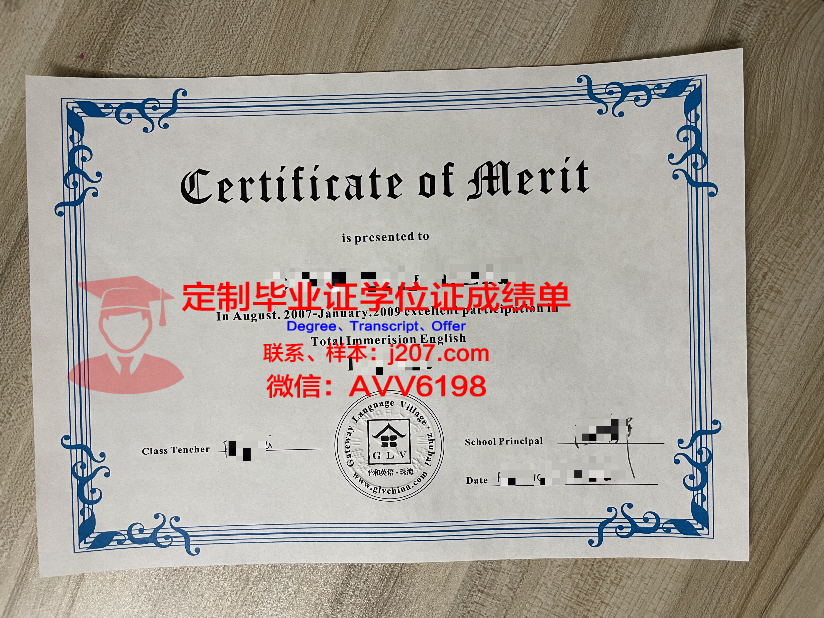 Certificate of Merit
is presented to
定制毕业证学位证成绩单
In August, 2007-January.2009 excellent participation in
Degree、Transcript、Offer
Total Immerision English
联系、样本：j207.com
微信：AVV6198
Class Tencher
Gateway Language Village · zhuhai
GLV
www.glvchina.com
School Principal
Date